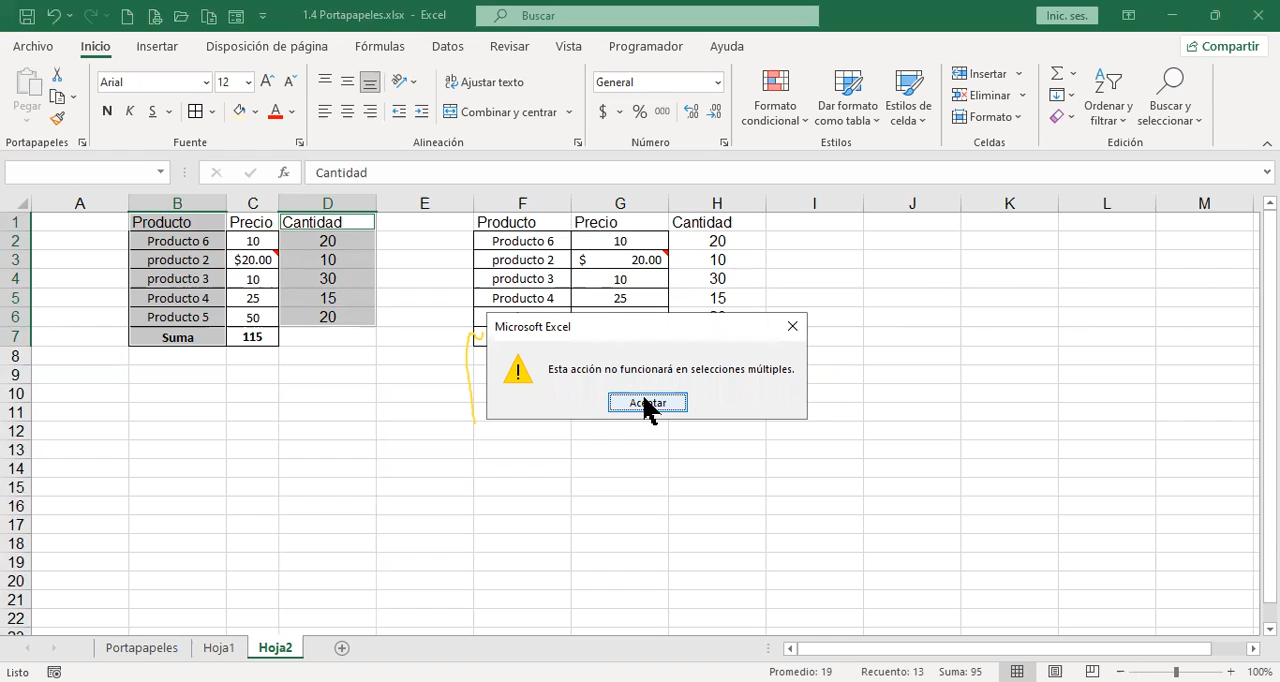 1.4 Portapapeles.xlsx - Excel
Buscar
Inic. ses.
Archivo Inicio Insertar Disposición de página Fórmulas Datos Revisar Vista Programador Ayuda Compartir
Pegar
Portapapeles
Arial 12
N K S
Fuente
Ajustar texto
Combinar y centrar
Alineación
General
$ % 000
Número
Formato condicional
Dar formato como tabla
Estilos de celda
Estilos
Insertar
Eliminar
Formato
Celdas
Ordenar y filtrar
Buscar y seleccionar
Edición
fx Cantidad
A B C D E F G H I J K L M
1 Producto Precio Cantidad Producto Precio Cantidad
2 Producto 6 10 20 Producto 6 10 20
3 producto 2 $20.00 10 producto 2 $ 20.00 10
4 producto 3 10 30 producto 3 10 30
5 Producto 4 25 15 Producto 4 25 15
6 Producto 5 50 20
7 Suma 115
8
9
10
11
12
13
14
15
16
17
18
19
20
21
22
Microsoft Excel
Esta acción no funcionará en selecciones múltiples.
Aceptar
Portapapeles Hoja1 Hoja2
Listo Promedio: 19 Recuento: 13 Suma: 95 100%